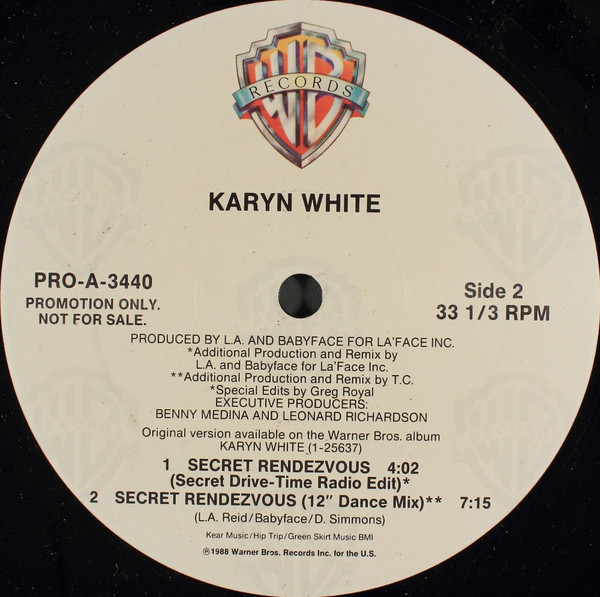 WB
RECORDS
KARYN WHITE
PRO-A-3440
PROMOTION ONLY.
NOT FOR SALE.
Side 2
33 1/3 RPM
PRODUCED BY L.A. AND BABYFACE FOR LA'FACE INC.
*Additional Production and Remix by
L.A. and Babyface for La'Face Inc.
**Additional Production and Remix by T.C.
*Special Edits by Greg Royal
EXECUTIVE PRODUCERS:
BENNY MEDINA AND LEONARD RICHARDSON
Original version available on the Warner Bros. album
KARYN WHITE (1-25637)
1 SECRET RENDEZVOUS 4:02
(Secret Drive-Time Radio Edit)*
2 SECRET RENDEZVOUS (12" Dance Mix)** 7:15
(L.A. Reid/Babyface/D. Simmons)
Kear Music/Hip Trip/Green Skirt Music BMI
℗1988 Warner Bros. Records Inc. for the U.S.